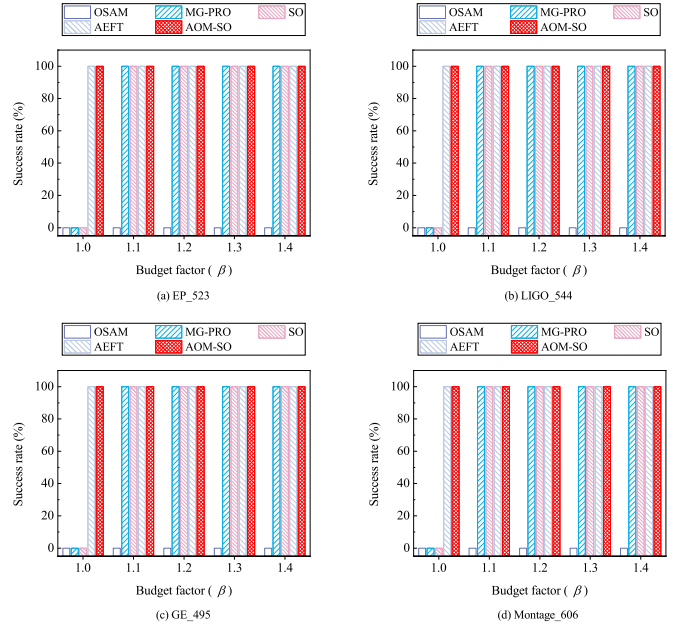 OSAM MG-PRO SO
AEFT AOM-SO
Success rate (%)
100
80
60
40
20
0
1.0 1.1 1.2 1.3 1.4
Budget factor ( β )
(a) EP_523
OSAM MG-PRO SO
AEFT AOM-SO
Success rate (%)
100
80
60
40
20
0
1.0 1.1 1.2 1.3 1.4
Budget factor ( β )
(b) LIGO_544
OSAM MG-PRO SO
AEFT AOM-SO
Success rate (%)
100
80
60
40
20
0
1.0 1.1 1.2 1.3 1.4
Budget factor ( β )
(c) GE_495
OSAM MG-PRO SO
AEFT AOM-SO
Success rate (%)
100
80
60
40
20
0
1.0 1.1 1.2 1.3 1.4
Budget factor ( β )
(d) Montage_606